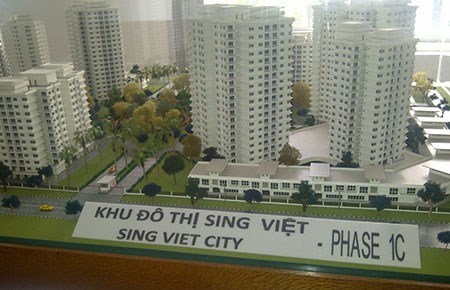 KHU ĐÔ THỊ SING VIỆT
SING VIET CITY - PHASE 1C